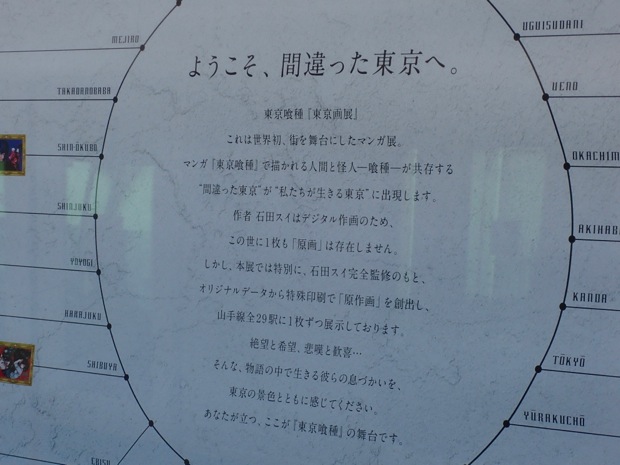 ようこそ、間違った東京へ。
東京喰種『東京画展』
これは世界初、街を舞台にしたマンガ展。
マンガ『東京喰種』で描かれる人間と怪人―喰種―が共存する
"間違った東京"が"私たちが生きる東京"に出現します。
作者 石田スイはデジタル作画のため、
この世に1枚も「原画」は存在しません。
しかし、本展では特別に、石田スイ完全監修のもと、
オリジナルデータから特殊印刷で「原作画」を創出し、
山手線全29駅に1枚ずつ展示しております。
絶望と希望、悲嘆と歓喜…
そんな、物語の中で生きる彼らの息づかいを、
東京の景色とともに感じてください。
あなたが立つ、ここが『東京喰種』の舞台です。
MEJIRO
TAKADANOBABA
SHIN-ŌKUBO
SHINJUKU
YOYOGI
HARAJUKU
SHIBUYA
EBISU
UGUISUDANI
UENO
OKACHIM
AKIHAB
KANDA
TŌKYŌ
YŪRAKUCHŌ